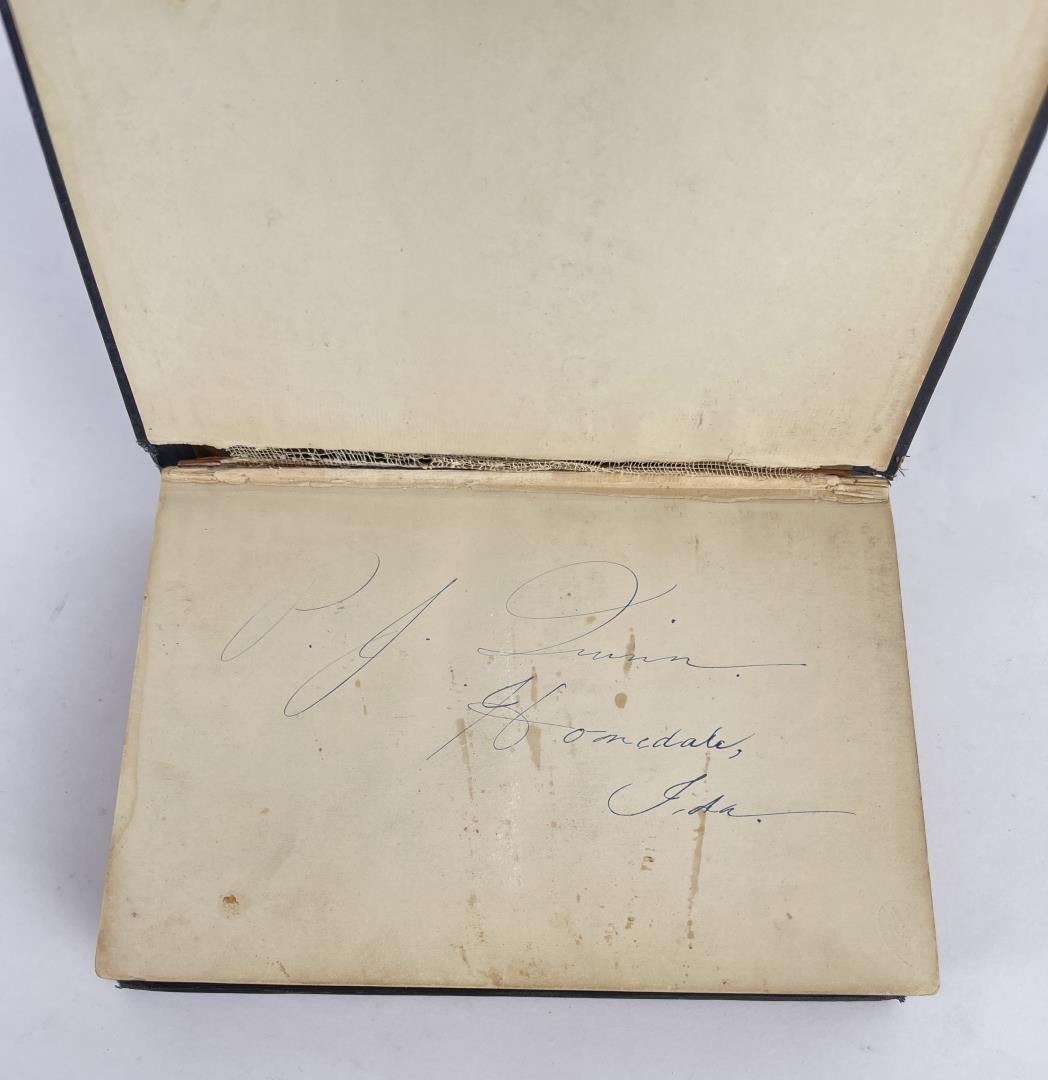 P. J. Quinn.
Homedale,
Ida.